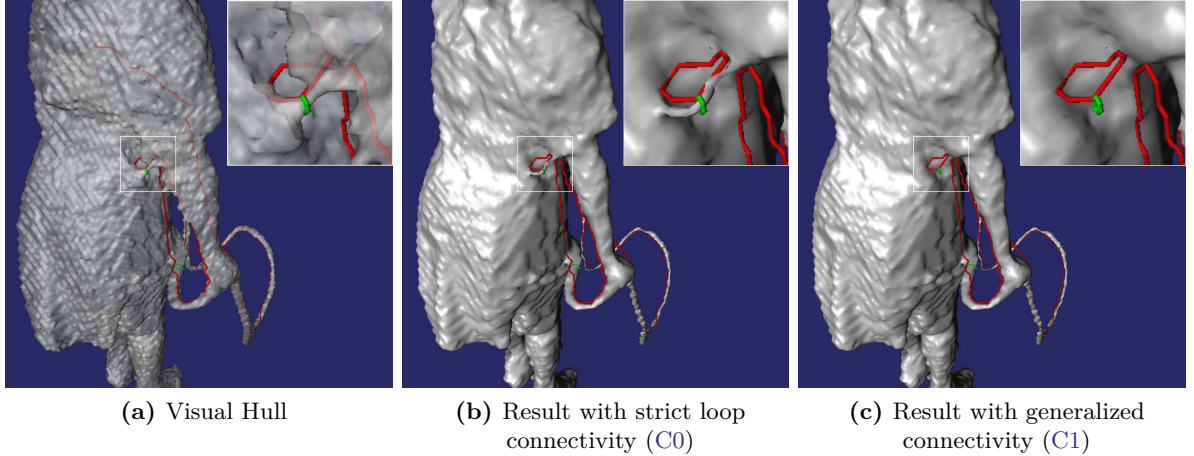 (a) Visual Hull
(b) Result with strict loop
connectivity (C0)
(c) Result with generalized
connectivity (C1)